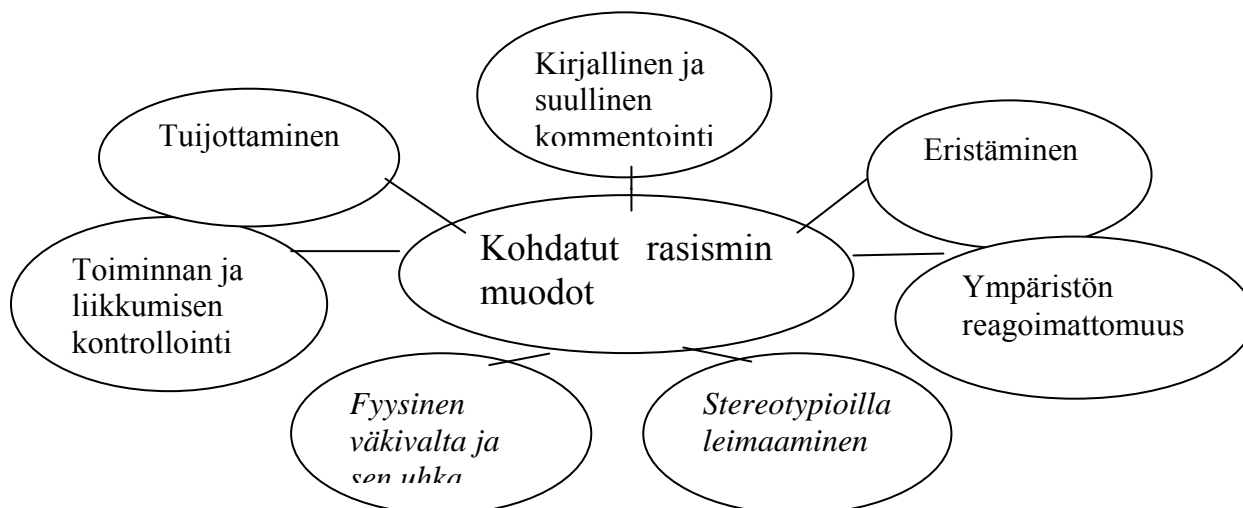 Kirjallinen ja
suullinen
kommentointi
Tuijottaminen
Eristäminen
Kohdatut rasismin
muodot
Toiminnan ja
liikkumisen
kontrollointi
Ympäristön
reagoimattomuus
Fyysinen
väkivalta ja
sen uhka
Stereotypioilla
leimaaminen